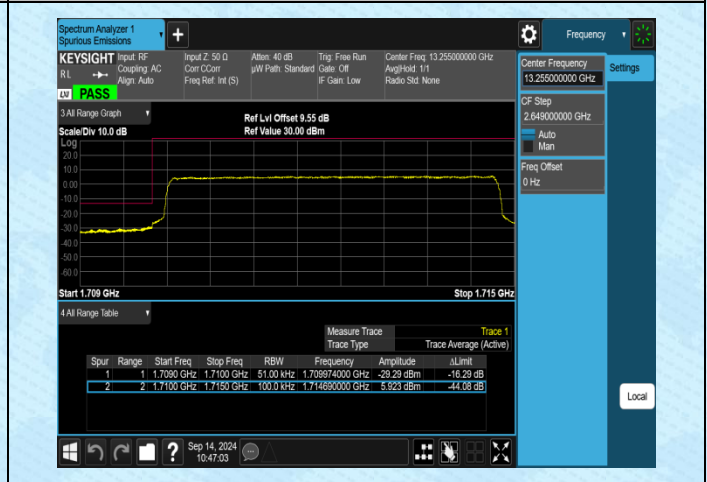 Spectrum Analyzer 1
Spurious Emissions
Frequency
KEYSIGHT
RL
Input: RF
Coupling: AC
Align: Auto
Input Z: 50 Ω
Corr CCorr
Freq Ref: Int (S)
Atten: 40 dB
µW Path: Standard
Trig: Free Run
Gate: Off
IF Gain: Low
Center Freq: 13.255000000 GHz
Avg|Hold: 1/1
Radio Std: None
LXI PASS
Center Frequency
13.255000000 GHz
Settings
CF Step
2.649000000 GHz
Auto
Man
Freq Offset
0 Hz
3 All Range Graph
Ref Lvl Offset 9.55 dB
Scale/Div 10.0 dB
Ref Value 30.00 dBm
Log
20.0
10.0
0.00
-10.0
-20.0
-30.0
-40.0
-50.0
-60.0
Start 1.709 GHz
Stop 1.715 GHz
4 All Range Table
Measure Trace Trace 1
Trace Type Trace Average (Active)
Spur Range Start Freq Stop Freq RBW Frequency Amplitude ΔLimit
1 1 1.7090 GHz 1.7100 GHz 51.00 kHz 1.709974000 GHz -29.29 dBm -16.29 dB
2 2 1.7100 GHz 1.7150 GHz 100.0 kHz 1.714690000 GHz 5.923 dBm -44.08 dB
Local
?
Sep 14, 2024
10:47:03